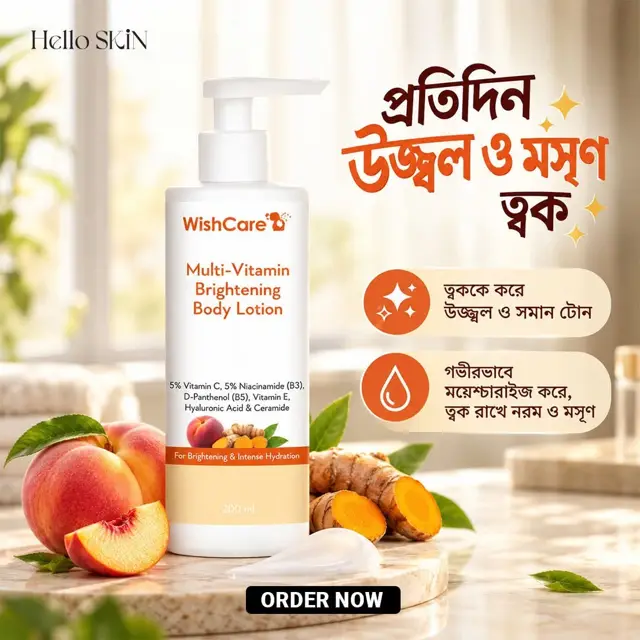 Hello SKiN
প্রতিদিন
উজ্জ্বল ও মসৃণ
ত্বক
WishCare
Multi-Vitamin
Brightening
Body Lotion
5% Vitamin C, 5% Niacinamide (B3),
D-Panthenol (B5), Vitamin E,
Hyaluronic Acid & Ceramide
For Brightening & Intense Hydration
200 ml
ত্বককে করে
উজ্জ্বল ও সমান টোন
গভীরভাবে
ময়েশ্চারাইজ করে,
ত্বক রাখে নরম ও মসৃণ
ORDER NOW